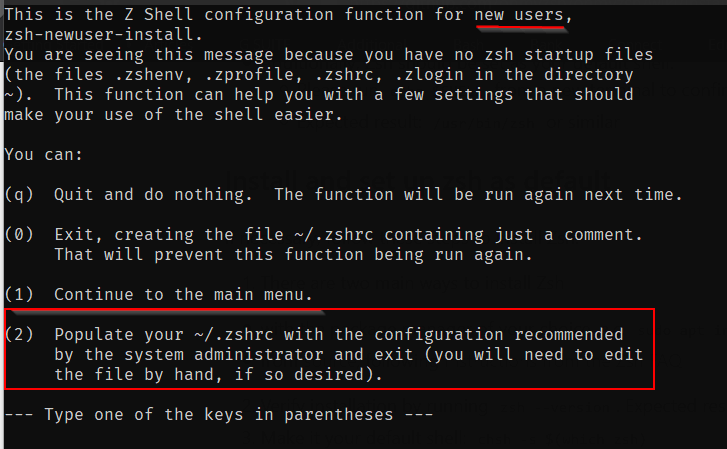 This is the Z Shell configuration function for new users,
zsh-newuser-install.
You are seeing this message because you have no zsh startup files
(the files .zshenv, .zprofile, .zshrc, .zlogin in the directory
~).  This function can help you with a few settings that should
make your use of the shell easier.
You can:
(q)  Quit and do nothing.  The function will be run again next time.
(0)  Exit, creating the file ~/.zshrc containing just a comment.
That will prevent this function being run again.
(1)  Continue to the main menu.
(2)  Populate your ~/.zshrc with the configuration recommended
by the system administrator and exit (you will need to edit
the file by hand, if so desired).
--- Type one of the keys in parentheses ---